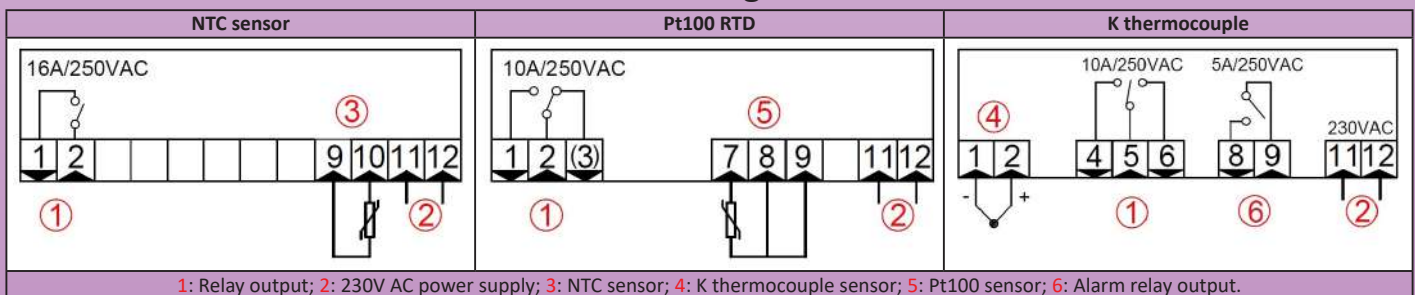 NTC sensor
Pt100 RTD
K thermocouple
16A/250VAC
③
1 2 9 10 11 12
① ②
10A/250VAC
⑤
1 2 (3) 7 8 9 11 12
① ②
10A/250VAC 5A/250VAC
④
230VAC
1 2 4 5 6 8 9 11 12
- + ① ⑥ ②
1: Relay output; 2: 230V AC power supply; 3: NTC sensor; 4: K thermocouple sensor; 5: Pt100 sensor; 6: Alarm relay output.